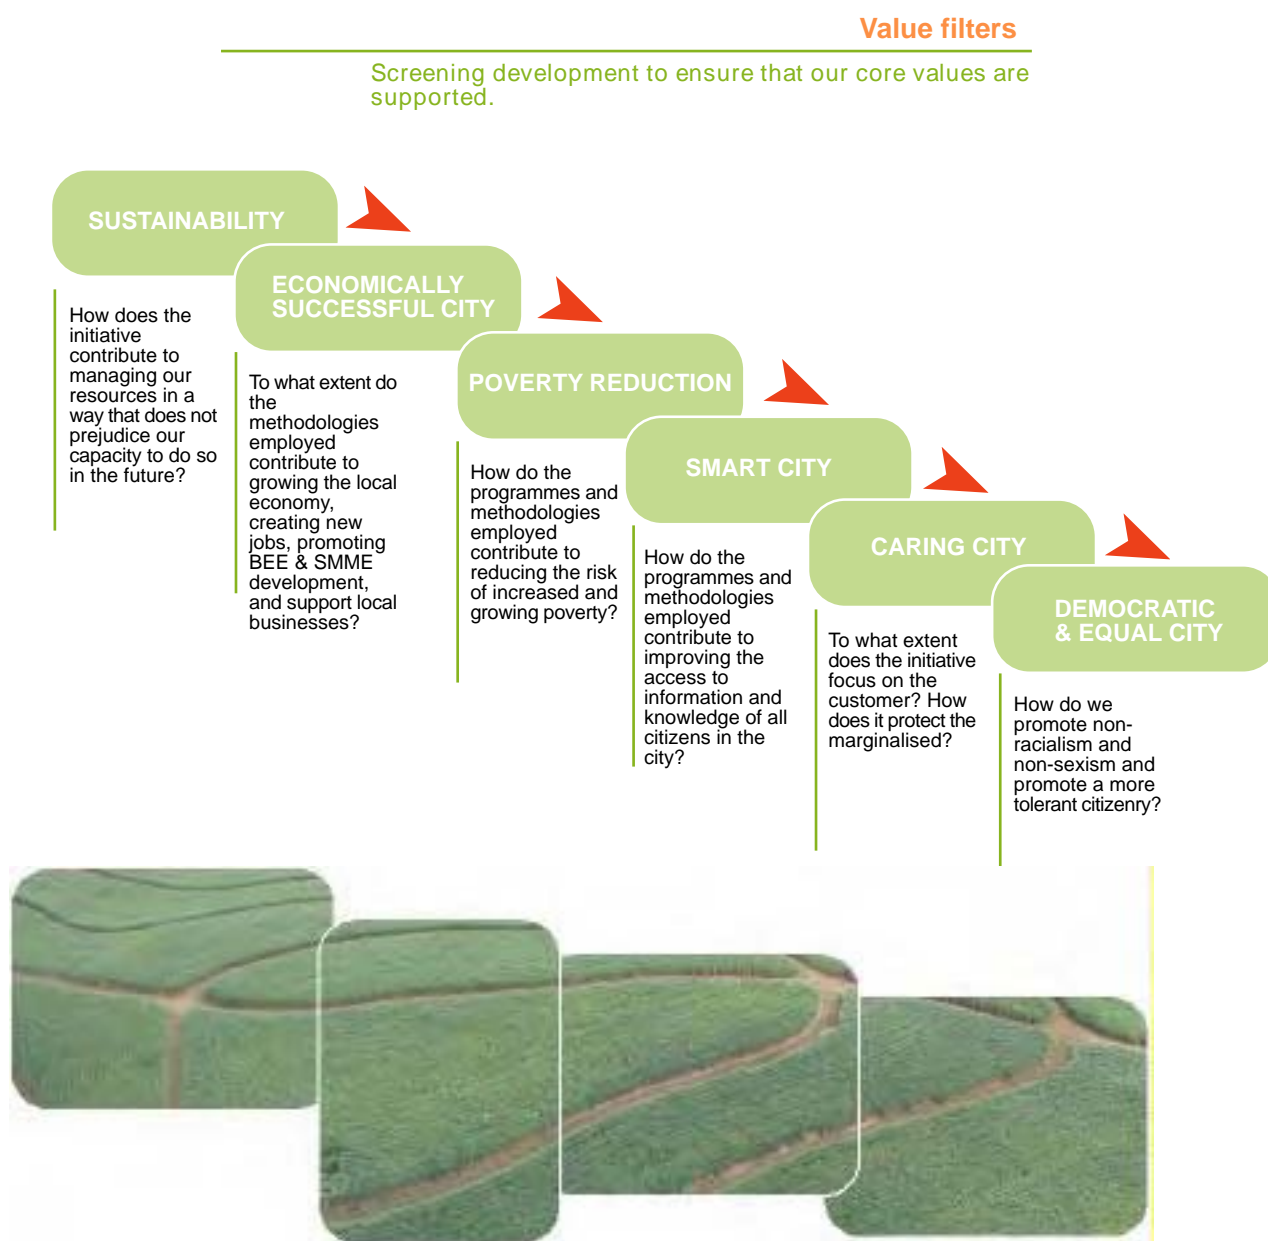 Value filters
Screening development to ensure that our core values are
supported.
SUSTAINABILITY
How does the
initiative
contribute to
managing our
resources in a
way that does not
prejudice our
capacity to do so
in the future?
ECONOMICALLY
SUCCESSFUL CITY
To what extent do
the
methodologies
employed
contribute to
growing the local
economy,
creating new
jobs, promoting
BEE & SMME
development,
and support local
businesses?
POVERTY REDUCTION
How do the
programmes and
methodologies
employed
contribute to
reducing the risk
of increased and
growing poverty?
SMART CITY
How do the
programmes and
methodologies
employed
contribute to
improving the
access to
information and
knowledge of all
citizens in the
city?
CARING CITY
To what extent
does the initiative
focus on the
customer? How
does it protect the
marginalised?
DEMOCRATIC
& EQUAL CITY
How do we
promote non-
racialism and
non-sexism and
promote a more
tolerant citizenry?